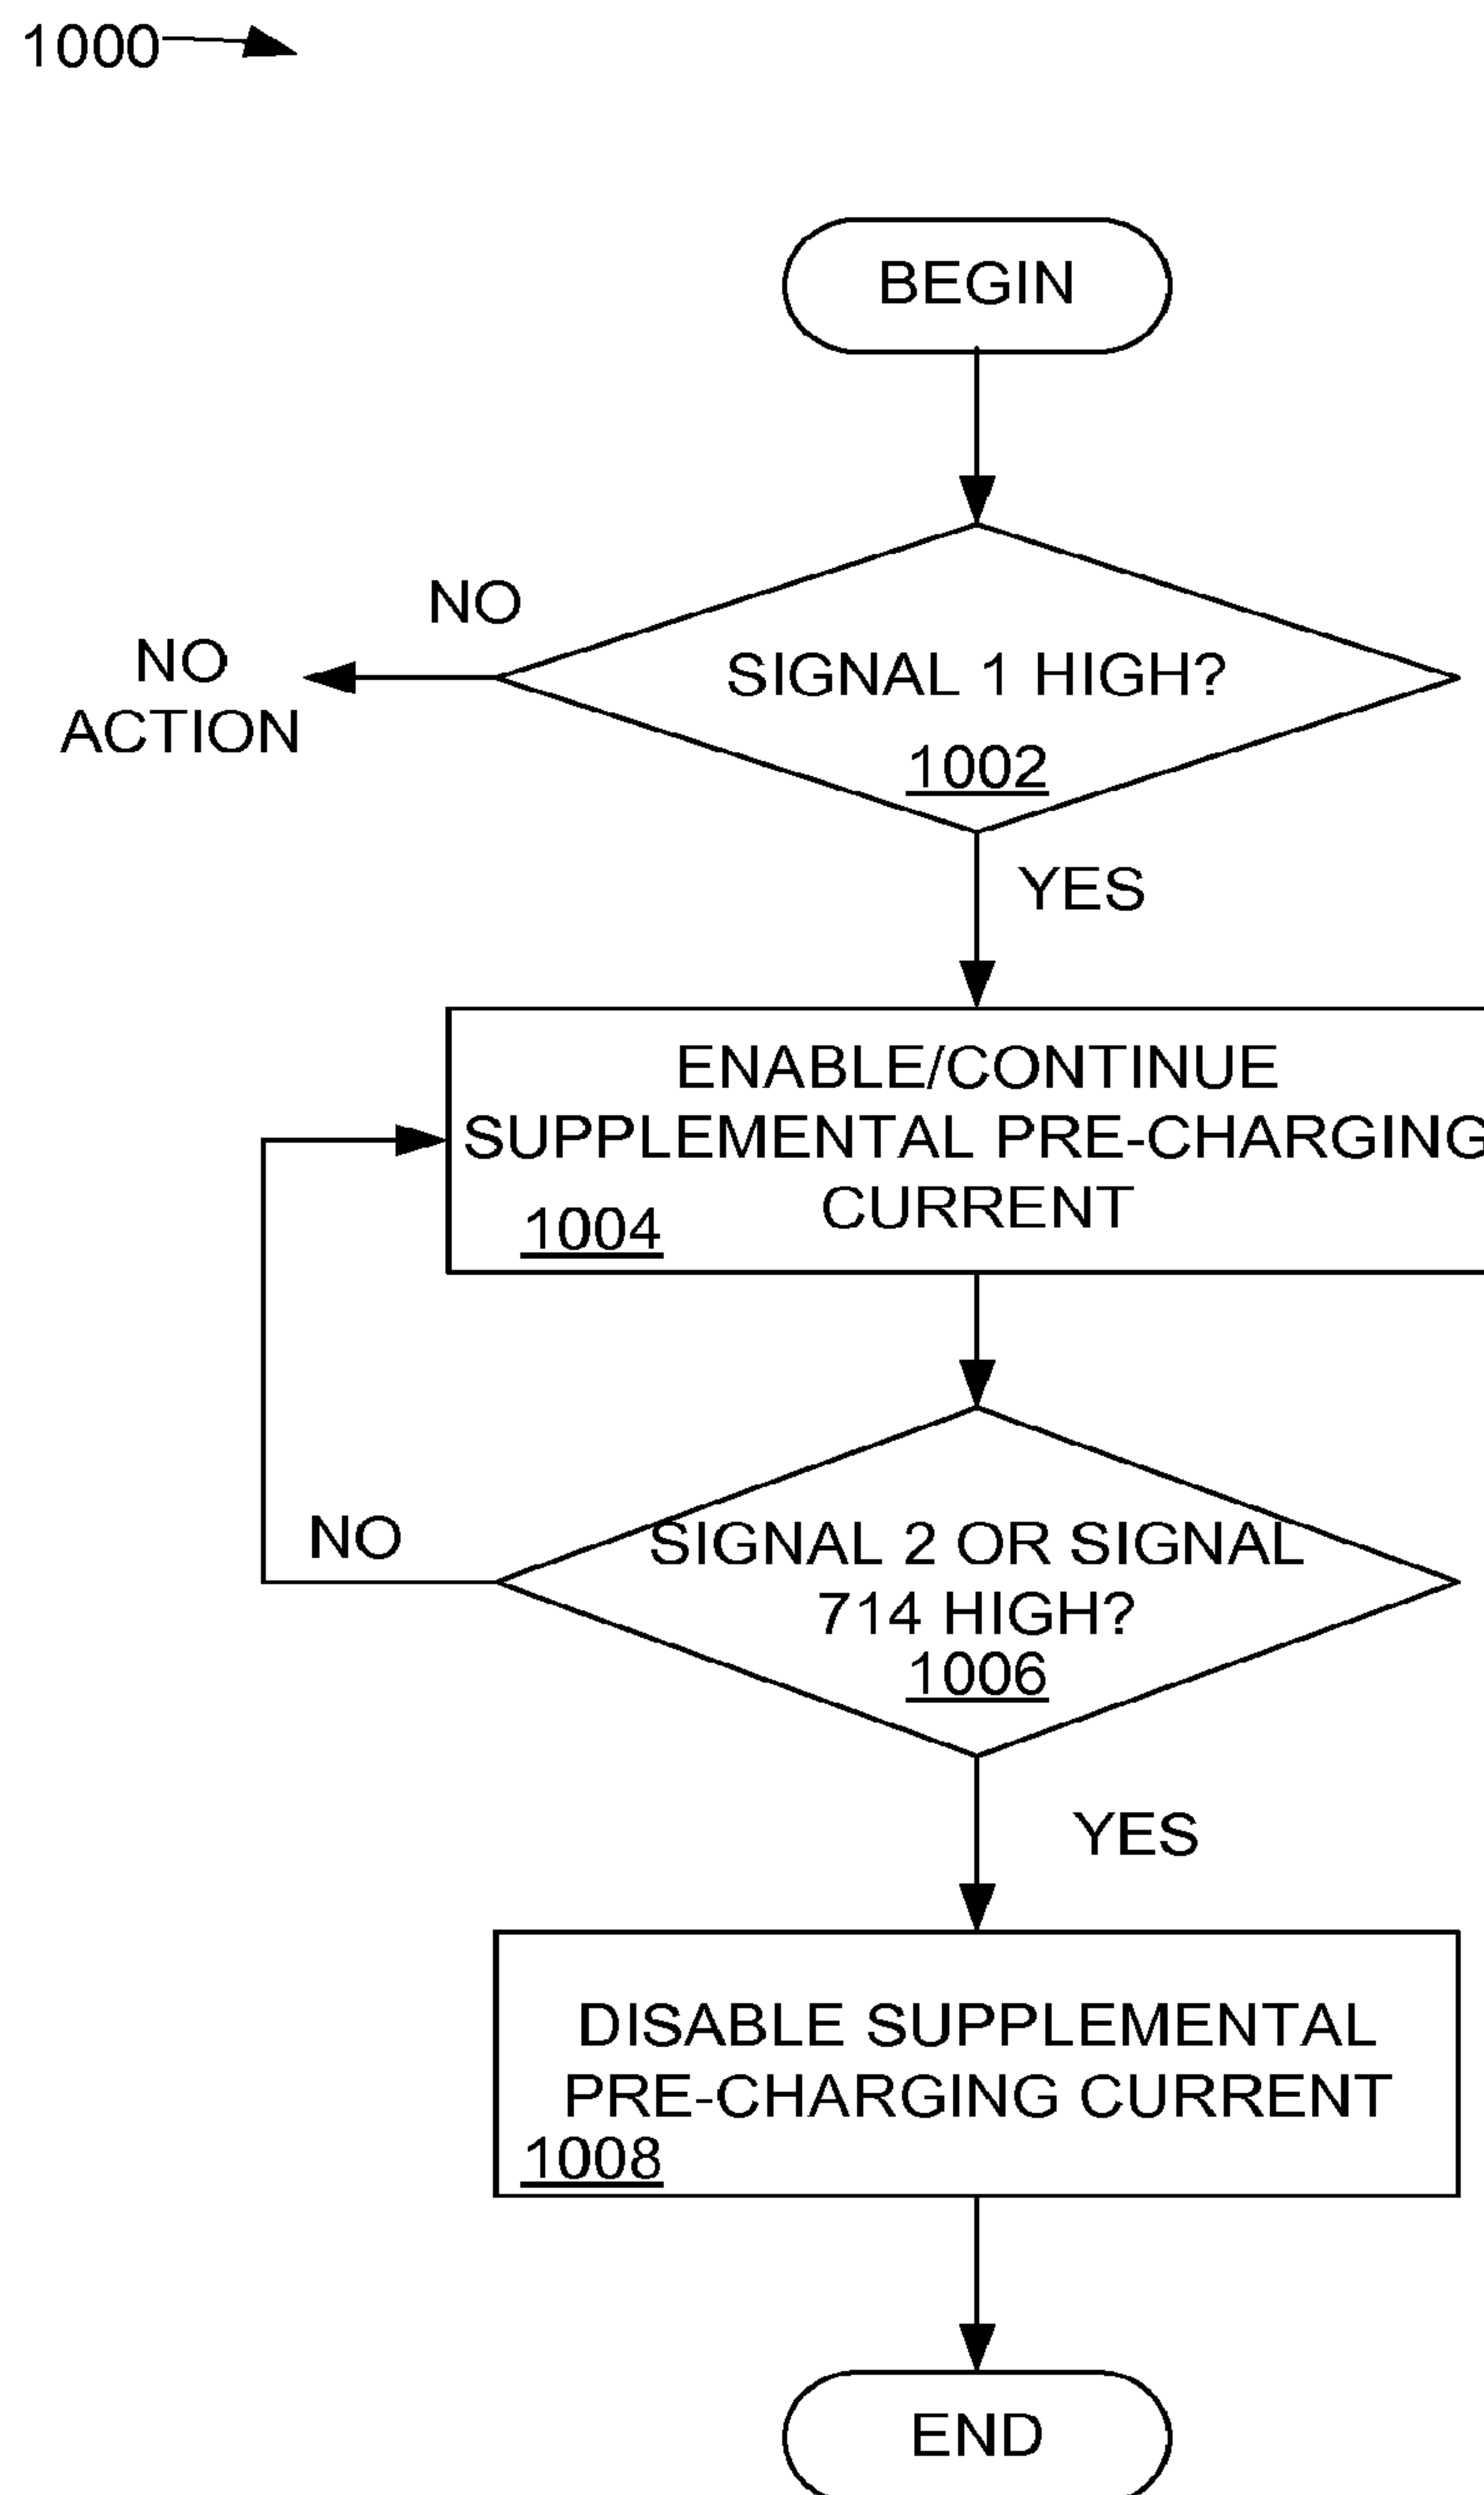 1000
BEGIN
NO
NO
ACTION
SIGNAL 1 HIGH?
1002
YES
ENABLE/CONTINUE
SUPPLEMENTAL PRE-CHARGING
CURRENT
1004
NO
SIGNAL 2 OR SIGNAL
714 HIGH?
1006
YES
DISABLE SUPPLEMENTAL
PRE-CHARGING CURRENT
1008
END